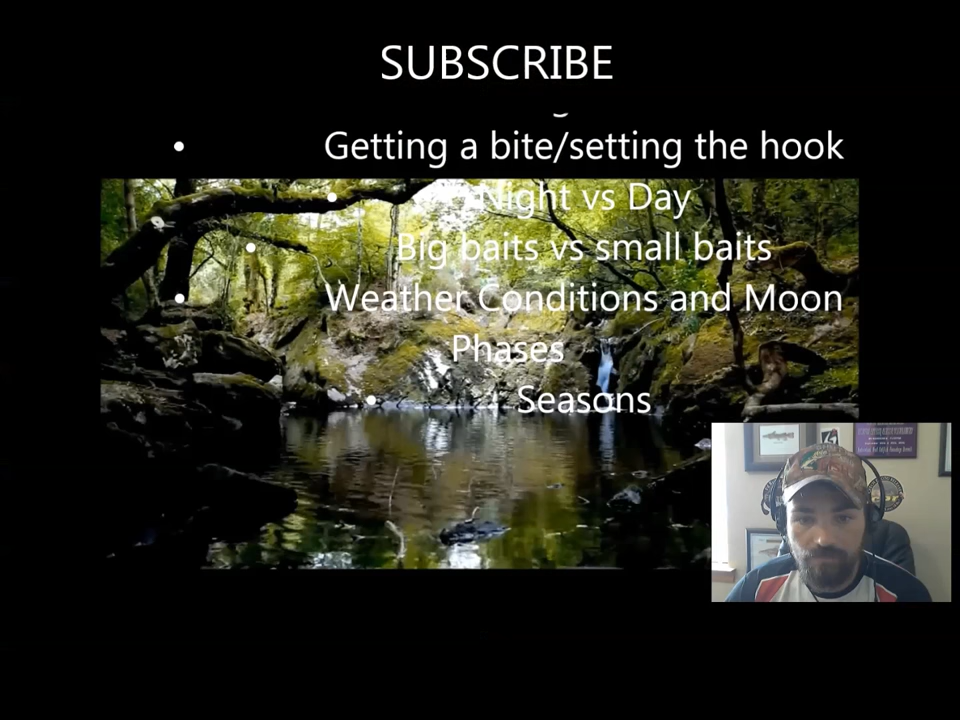 SUBSCRIBE
• Getting a bite/setting the hook
• Night vs Day
• Big baits vs small baits
• Weather Conditions and Moon
Phases
• Seasons